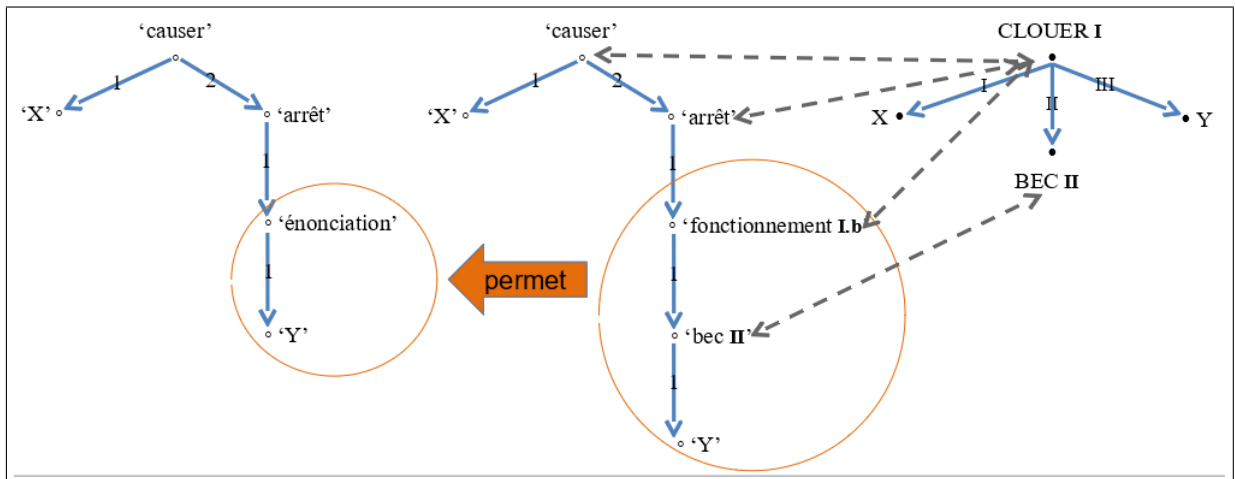 ‘causer’
1
2
‘X’
‘arrêt’
1
‘énonciation’
1
‘Y’
permet
‘causer’
1
2
‘X’
‘arrêt’
1
‘fonctionnement I.b’
1
‘bec II’
1
‘Y’
CLOUER I
I
II
III
X
Y
BEC II